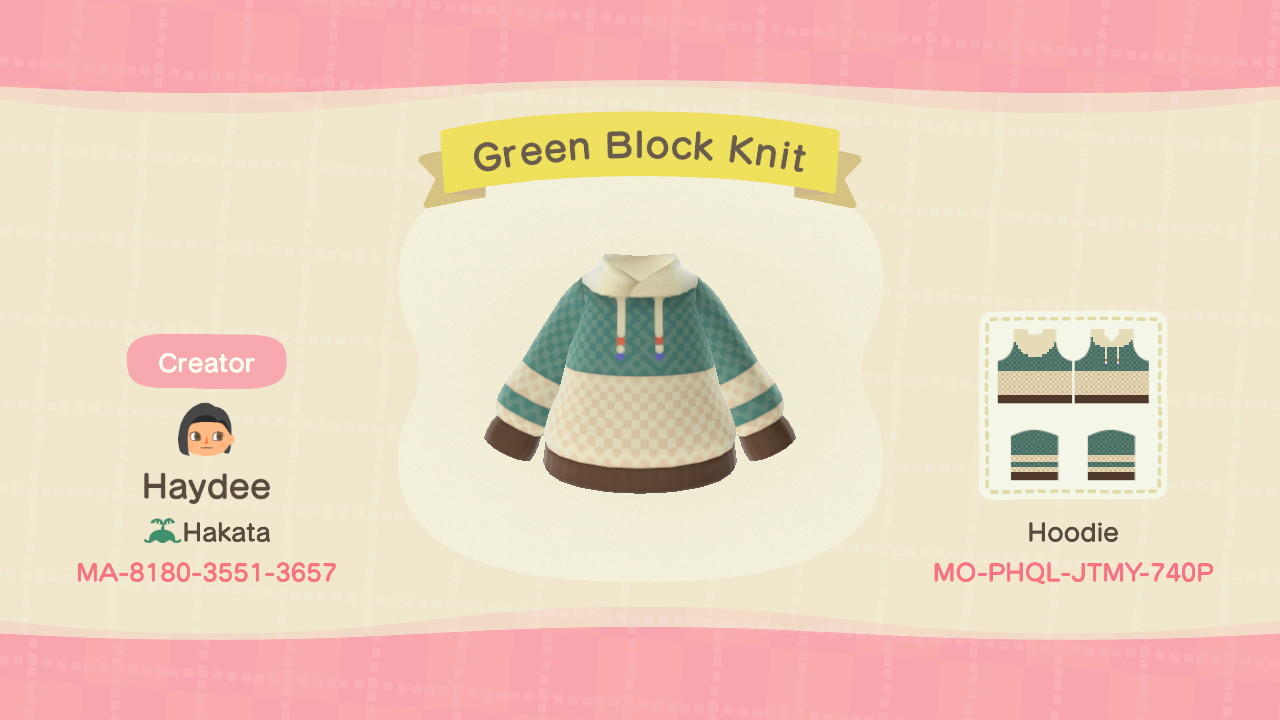 Green Block Knit
Creator
Haydee
Hakata
MA-8180-3551-3657
Hoodie
MO-PHQL-JTMY-740P